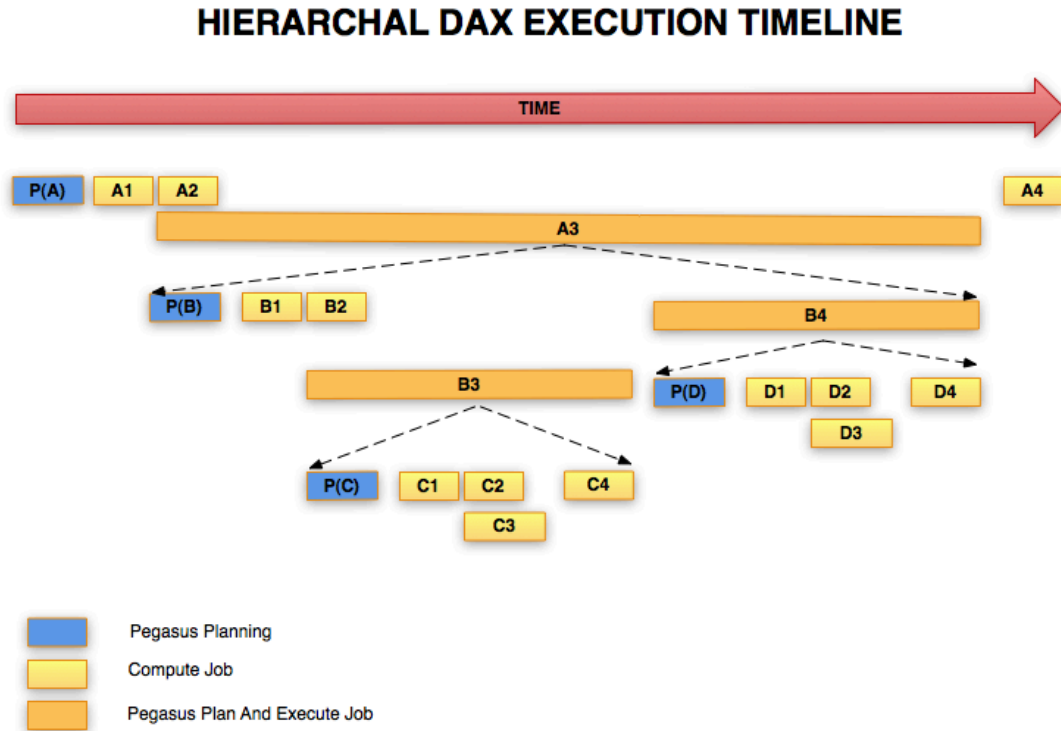 HIERARCHAL DAX EXECUTION TIMELINE
TIME
P(A) A1 A2 A4
A3
P(B) B1 B2
B4
B3
P(D) D1 D2 D4
D3
P(C) C1 C2 C4
C3
Pegasus Planning
Compute Job
Pegasus Plan And Execute Job